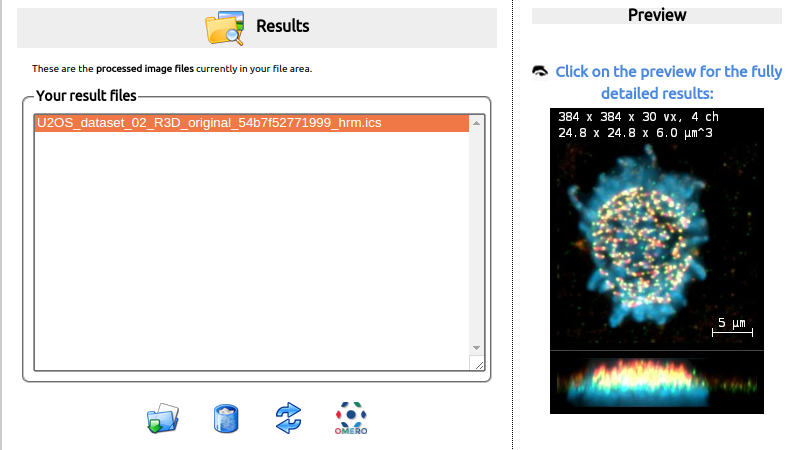 Results
These are the processed image files currently in your file area.
Your result files
U2OS_dataset_02_R3D_original_54b7f52771999_hrm.ics
OMERO
Preview
Click on the preview for the fully
detailed results:
384 x 384 x 30 vx, 4 ch
24.8 x 24.8 x 6.0 µm^3
5 µm